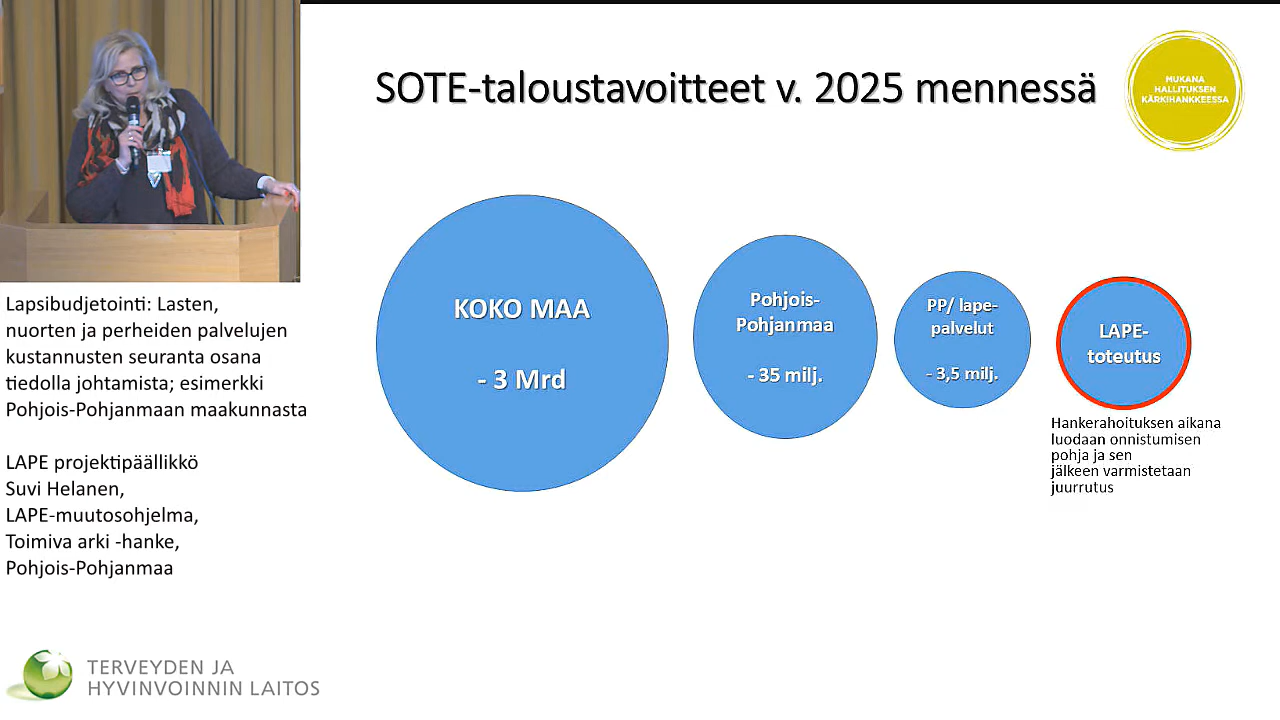 SOTE-taloustavoitteet v. 2025 mennessä
MUKANA
HALLITUKSEN
KÄRKIHANKKEESSA
KOKO MAA
- 3 Mrd
Pohjois-
Pohjanmaa
- 35 milj.
PP/ lape-
palvelut
- 3,5 milj.
LAPE-
toteutus
Hankerahoituksen aikana
luodaan onnistumisen
pohja ja sen
jälkeen varmistetaan
juurrutus
Lapsibudjetointi: Lasten,
nuorten ja perheiden palvelujen
kustannusten seuranta osana
tiedolla johtamista; esimerkki
Pohjois-Pohjanmaan maakunnasta
LAPE projektipäällikkö
Suvi Helanen,
LAPE-muutosohjelma,
Toimiva arki -hanke,
Pohjois-Pohjanmaa
TERVEYDEN JA
HYVINVOINNIN LAITOS